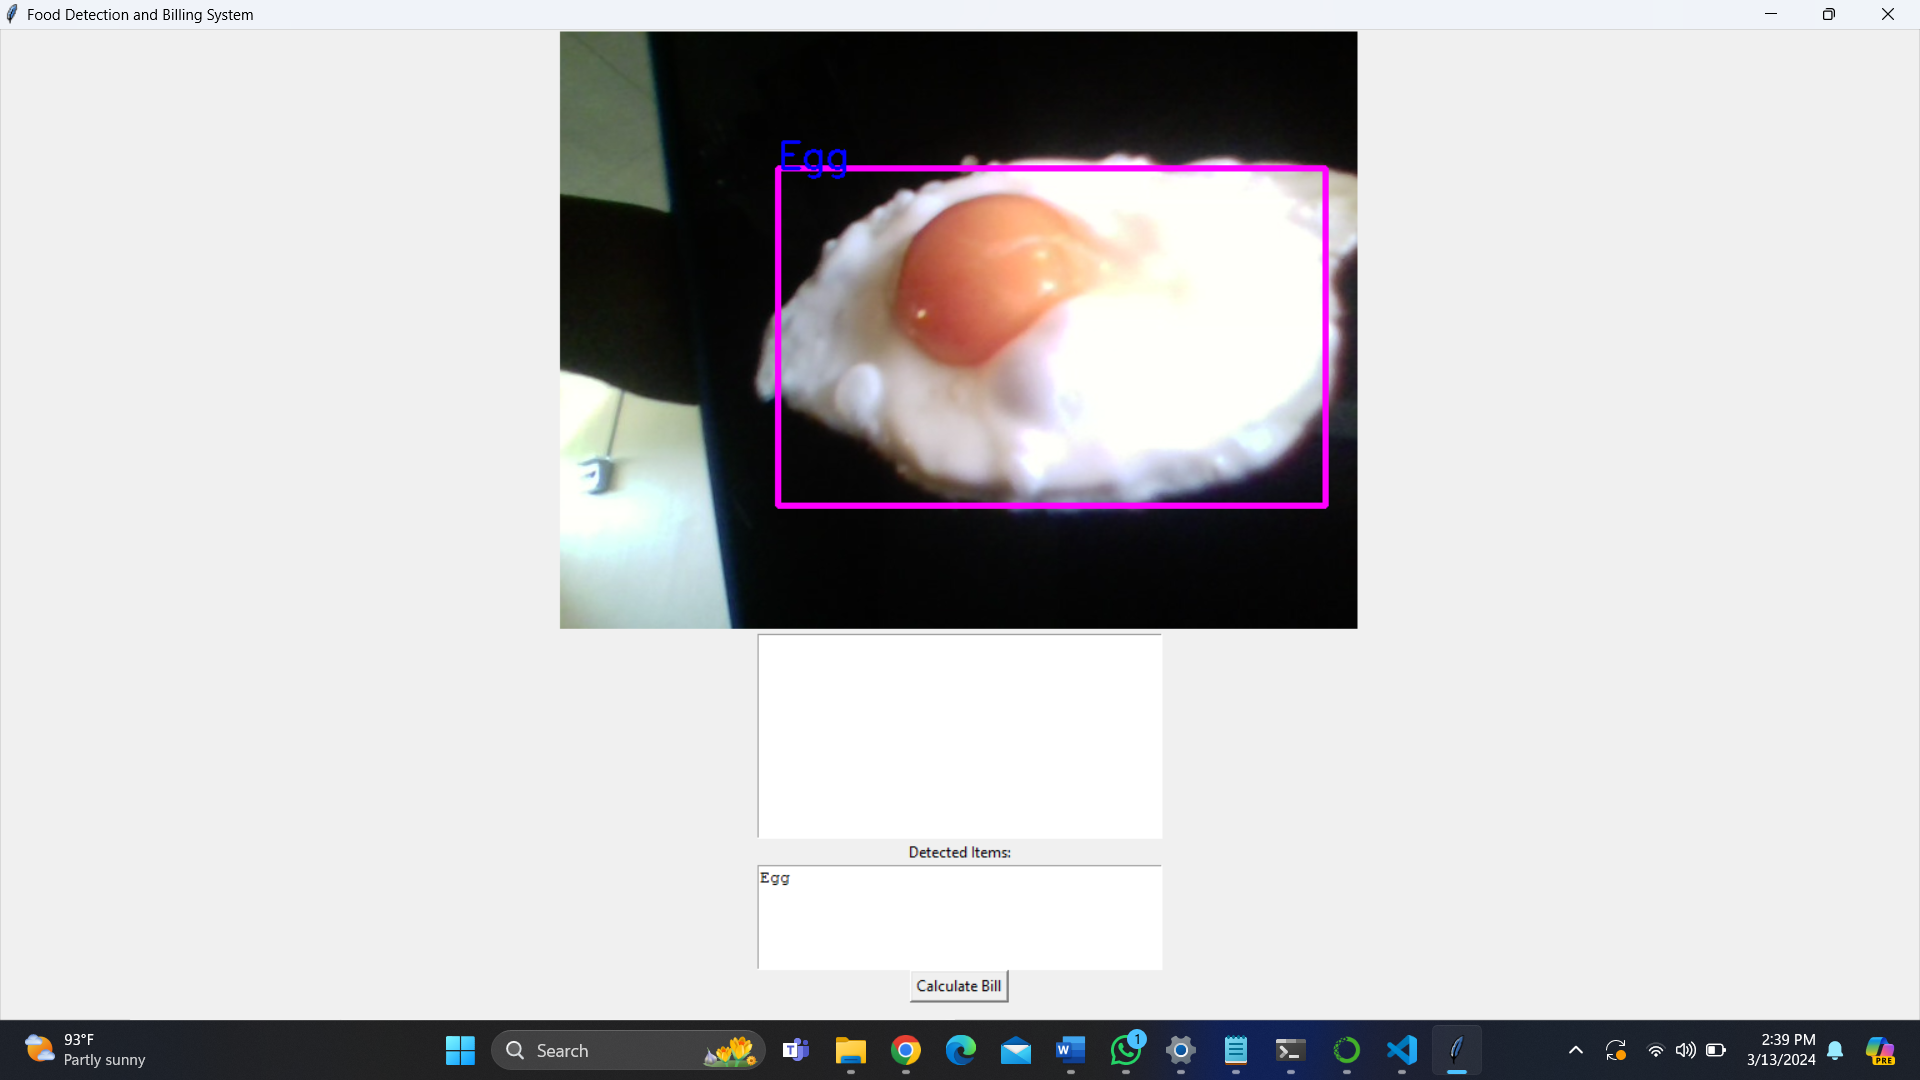 Food Detection and Billing System
Egg
Detected Items:
Egg
Calculate Bill
93°F
Partly sunny
Search
T
W
1
2:39 PM
3/13/2024
PRE